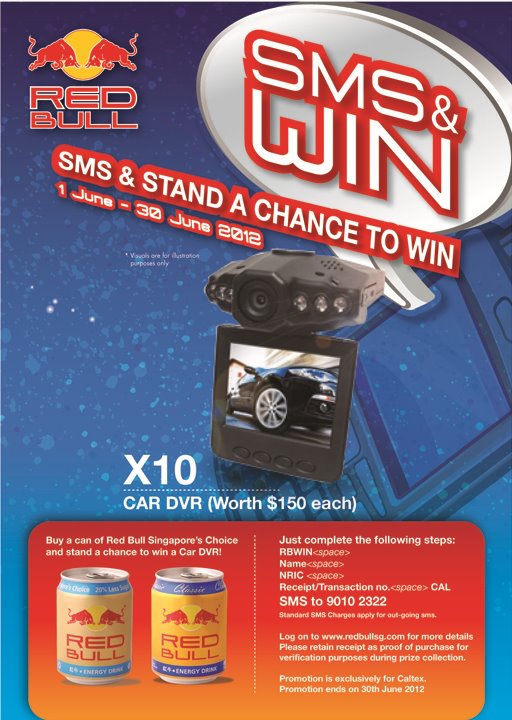 RED
BULL
SMS &
WIN
SMS & STAND A CHANCE TO WIN
1 June - 30 June 2012
* Visuals are for illustration
purposes only
X10
CAR DVR (Worth $150 each)
Buy a can of Red Bull Singapore's Choice
and stand a chance to win a Car DVR!
Choice 20% Less
RED
BULL
ENERGY DRINK
Classic
RED
BULL
ENERGY DRINK
Just complete the following steps:
RBWIN<space>
Name<space>
NRIC <space>
Receipt/Transaction no.<space> CAL
SMS to 9010 2322
Standard SMS Charges apply for out-going sms.
Log on to www.redbullsg.com for more details
Please retain receipt as proof of purchase for
verification purposes during prize collection.
Promotion is exclusively for Caltex.
Promotion ends on 30th June 2012